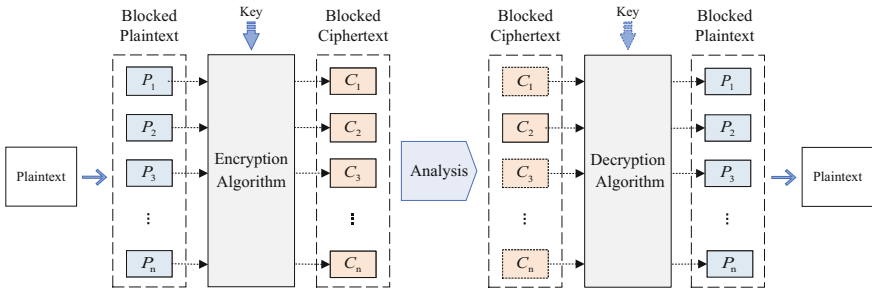 Blocked
Plaintext
Key
Blocked
Ciphertext
Blocked
Ciphertext
Key
Blocked
Plaintext
P1
C1
C1
P1
P2
C2
C2
P2
Plaintext
P3
Encryption
Algorithm
C3
Analysis
C3
Decryption
Algorithm
P3
Plaintext
⋮
⋮
⋮
⋮
Pn
Cn
Cn
Pn